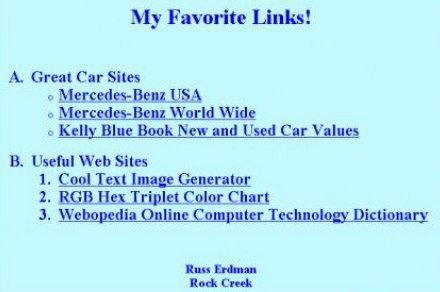 My Favorite Links!
A. Great Car Sites
○ Mercedes-Benz USA
○ Mercedes-Benz World Wide
○ Kelly Blue Book New and Used Car Values
B. Useful Web Sites
1. Cool Text Image Generator
2. RGB Hex Triplet Color Chart
3. Webopedia Online Computer Technology Dictionary
Russ Erdman
Rock Creek